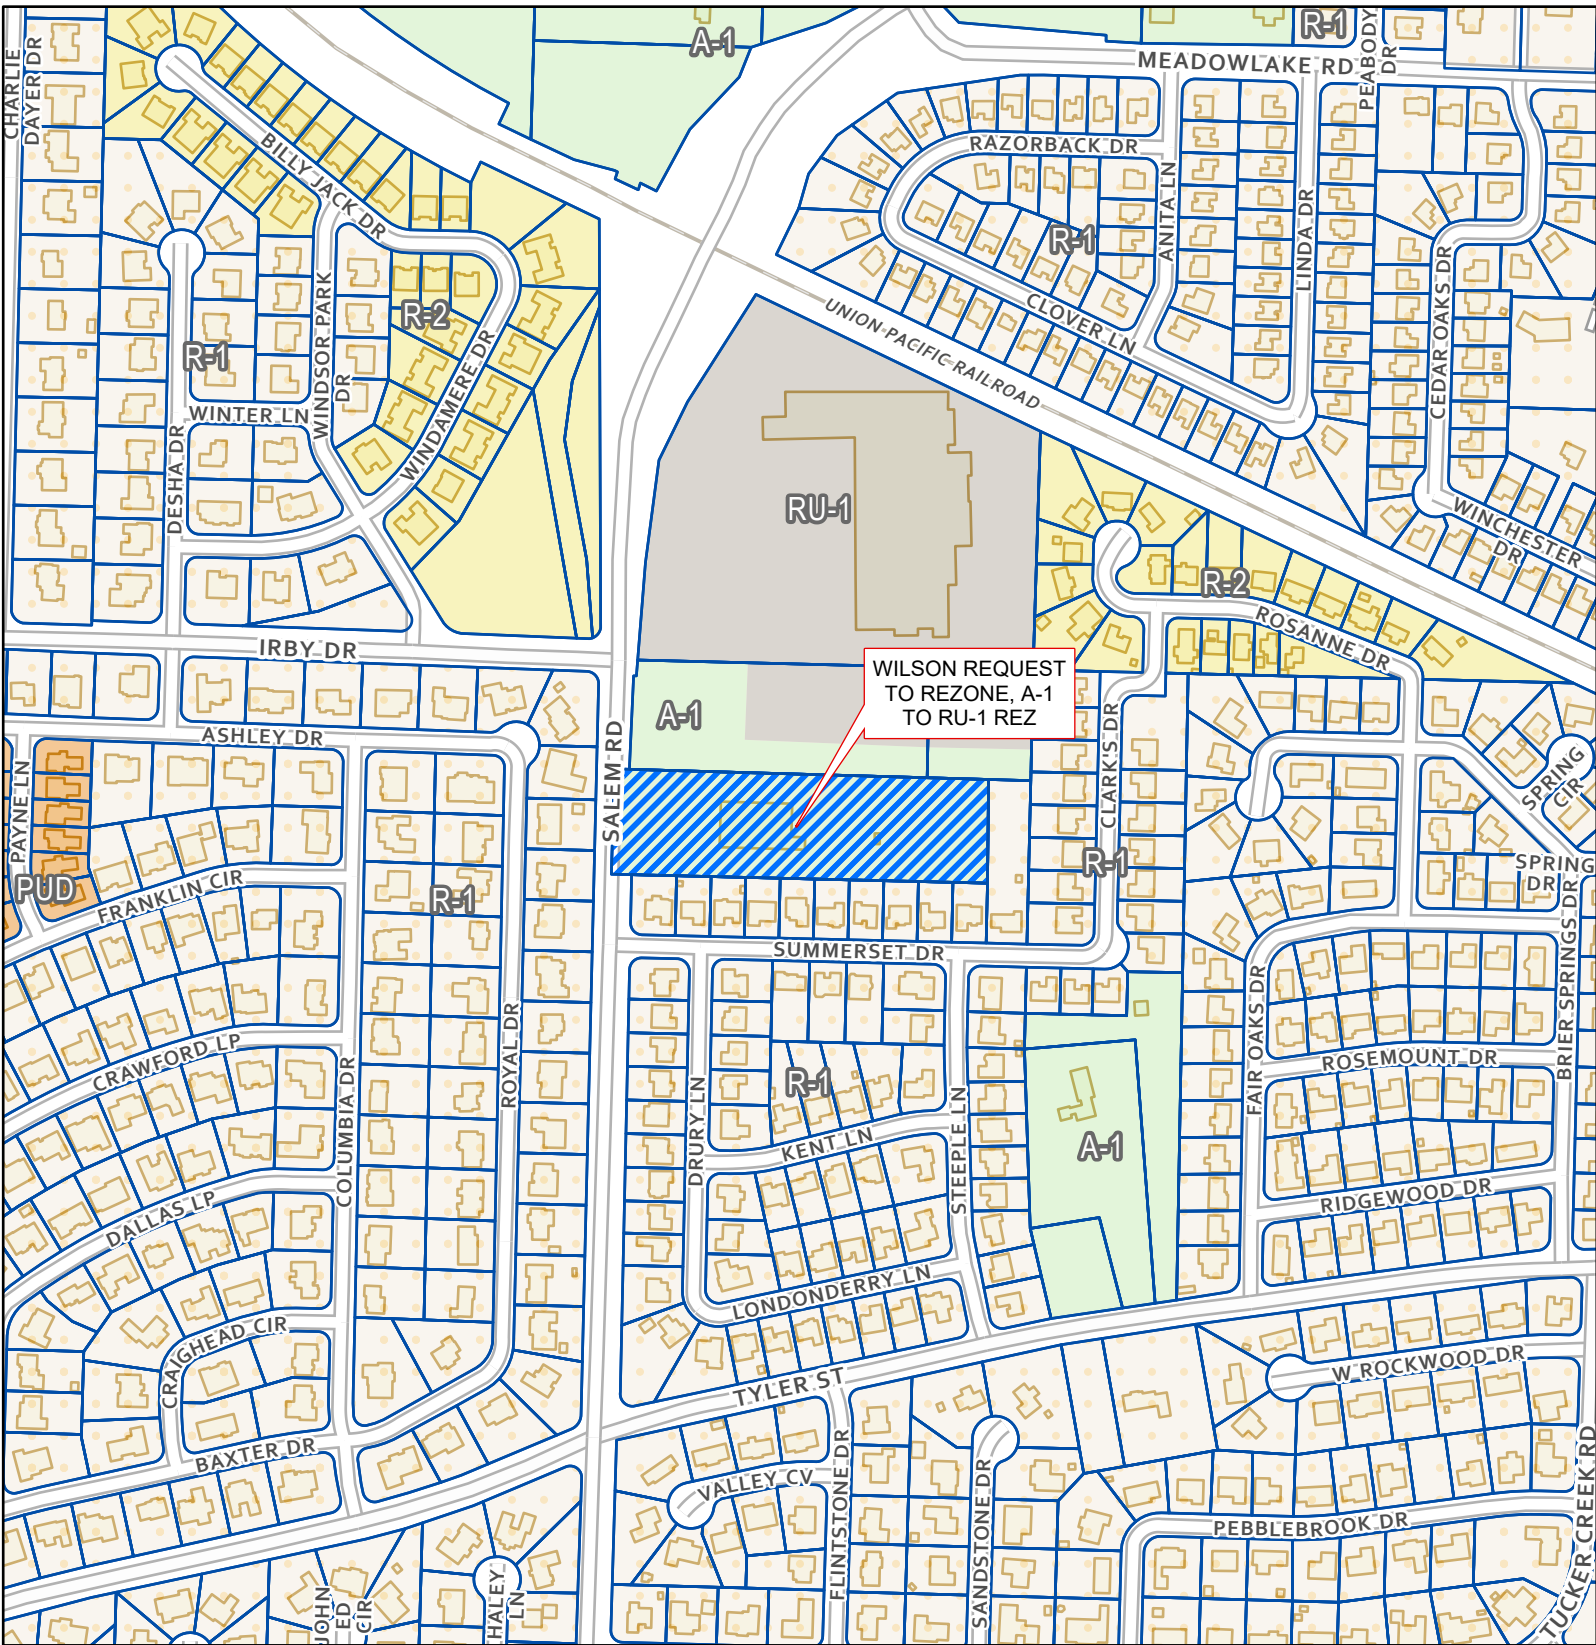 CHARLIE
DAYER DR
A-1
R-1
PEABODY
DR
MEADOWLAKE RD
RAZORBACK DR
BILLY JACK DR
ANITA LN
LINDA DR
R-1
CEDAR OAKS DR
CLOVER LN
UNION PACIFIC RAILROAD
WINDSOR PARK
DR
R-2
R-1
WINDAMERE DR
WINTER LN
DESHA DR
RU-1
WINCHESTER
DR
R-2
ROSANNE DR
IRBY DR
WILSON REQUEST
TO REZONE, A-1
TO RU-1 REZ
A-1
SALEM RD
ASHLEY DR
CLARK'S DR
PAYNE LN
SPRING
CIR
R-1
SPRING
DR
PUD
FRANKLIN CIR
R-1
SUMMERSET DR
BRIER SPRINGS DR
FAIR OAKS DR
ROYAL DR
CRAWFORD LP
COLUMBIA DR
ROSEMOUNT DR
R-1
DRURY LN
KENT LN
STEEPLE LN
A-1
DALLAS LP
RIDGEWOOD DR
LONDONDERRY LN
CRAIGHEAD CIR
TYLER ST
W ROCKWOOD DR
BAXTER DR
VALLEY CV
FLINTSTONE DR
SANDSTONE DR
PEBBLEBROOK DR
TUCKER CREEK RD
JOHN
ED
CIR
HALEY
LN